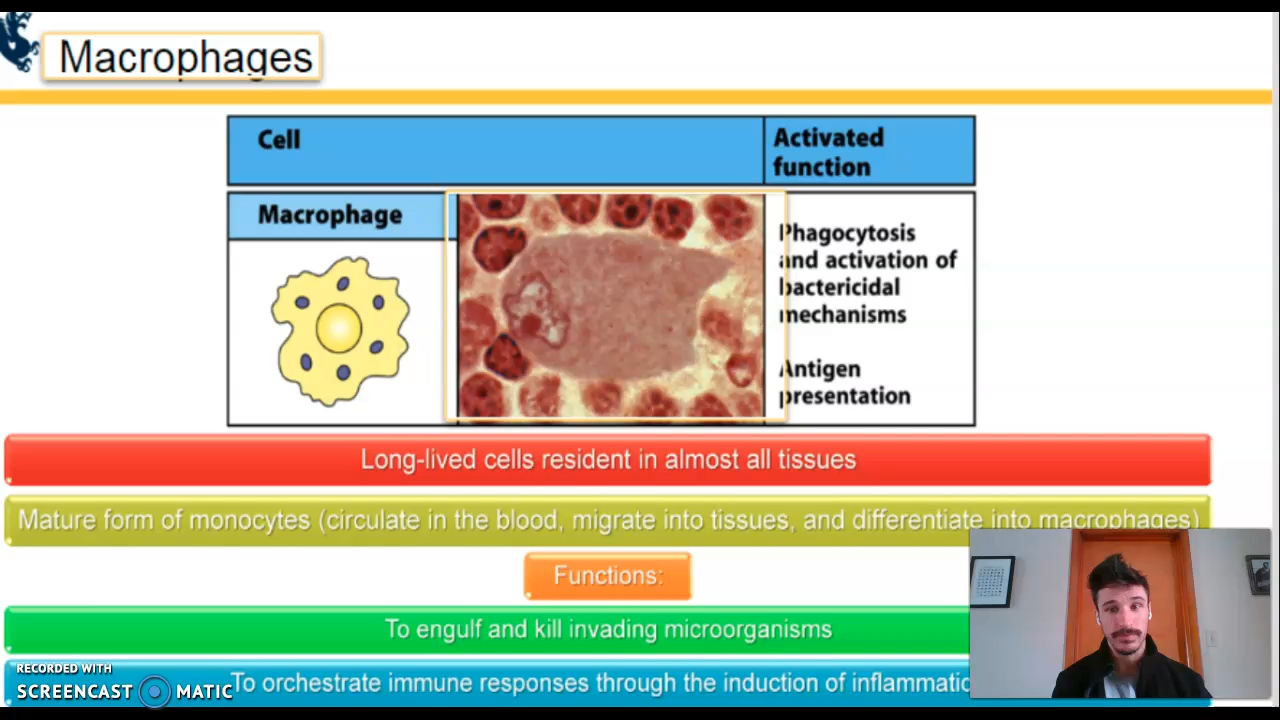 Macrophages
Cell
Activated
function
Macrophage
Phagocytosis
and activation of
bactericidal
mechanisms
Antigen
presentation
Long-lived cells resident in almost all tissues
Mature form of monocytes (circulate in the blood, migrate into tissues, and differentiate into macrophages)
Functions:
To engulf and kill invading microorganisms
To orchestrate immune responses through the induction of inflammatio
RECORDED WITH
SCREENCAST MATIC